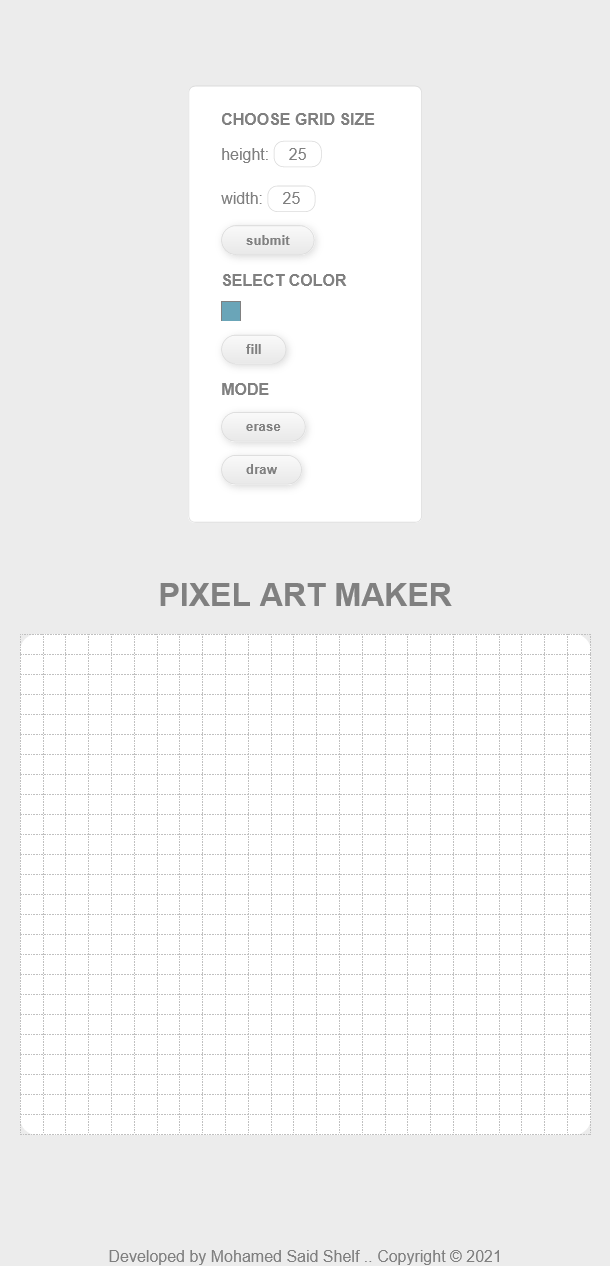 CHOOSE GRID SIZE
height: 25
width: 25
submit
SELECT COLOR
fill
MODE
erase
draw
PIXEL ART MAKER
Developed by Mohamed Said Shelf .. Copyright © 2021